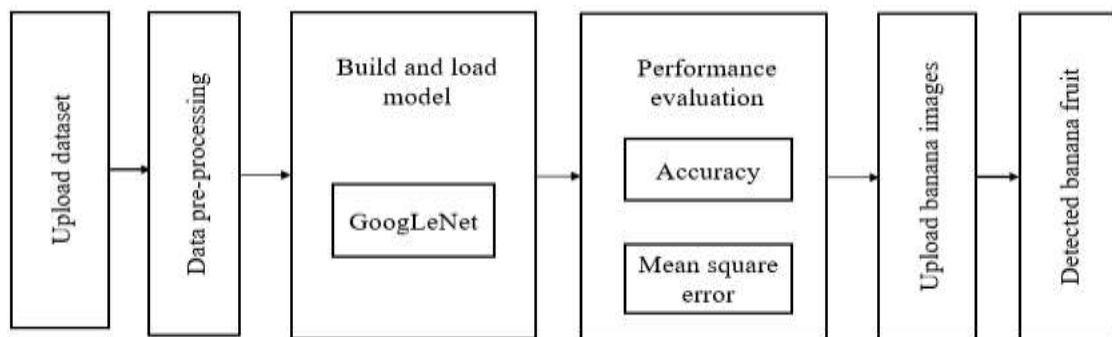 Upload dataset
Data pre-processing
Build and load
model
GoogLeNet
Performance
evaluation
Accuracy
Mean square
error
Upload banana images
Detected banana fruit